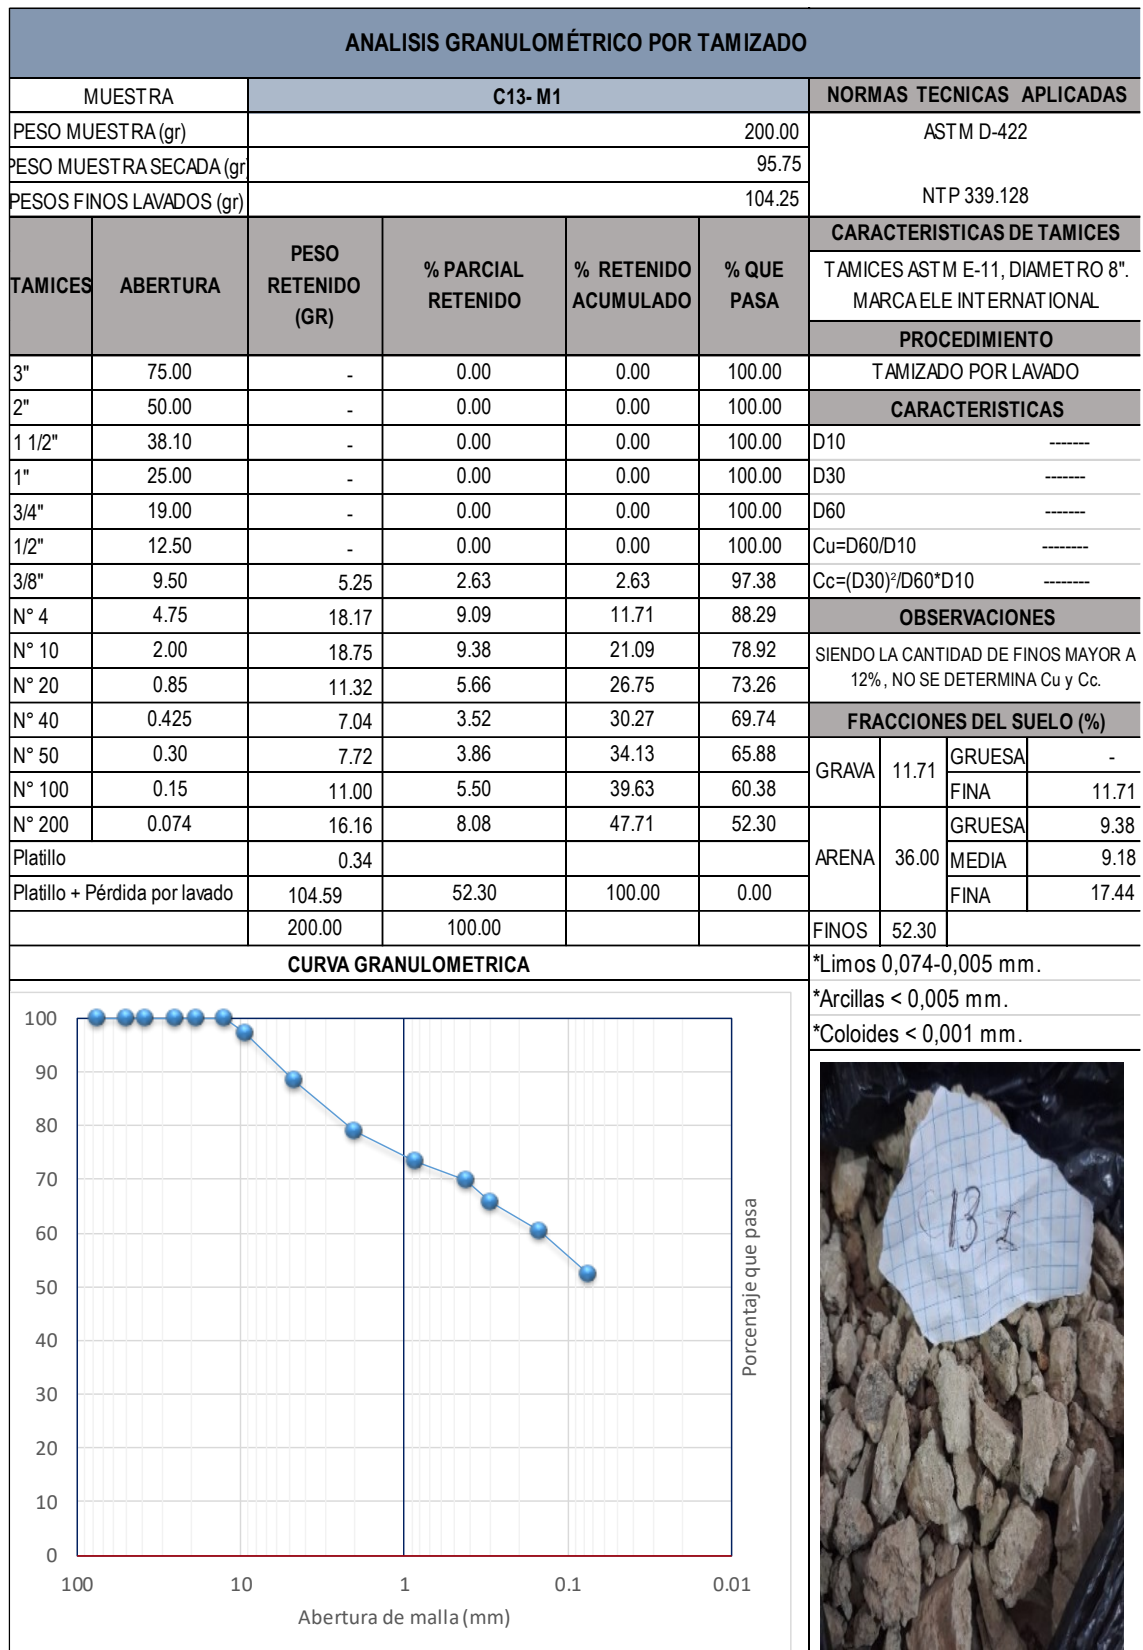 ANALISIS GRANULOMÉTRICO POR TAMIZADO
MUESTRA C13- M1 NORMAS TECNICAS APLICADAS
PESO MUESTRA (gr) 200.00 ASTM D-422
PESO MUESTRA SECADA (gr) 95.75
PESOS FINOS LAVADOS (gr) 104.25 NTP 339.128
TAMICES ABERTURA PESO RETENIDO (GR) % PARCIAL RETENIDO % RETENIDO ACUMULADO % QUE PASA
CARACTERISTICAS DE TAMICES
TAMICES ASTM E-11, DIAMETRO 8".
MARCA ELE INTERNATIONAL
PROCEDIMIENTO
3" 75.00 - 0.00 0.00 100.00 TAMIZADO POR LAVADO
2" 50.00 - 0.00 0.00 100.00 CARACTERISTICAS
1 1/2" 38.10 - 0.00 0.00 100.00 D10 -------
1" 25.00 - 0.00 0.00 100.00 D30 -------
3/4" 19.00 - 0.00 0.00 100.00 D60 -------
1/2" 12.50 - 0.00 0.00 100.00 Cu=D60/D10 --------
3/8" 9.50 5.25 2.63 2.63 97.38 Cc=(D30)²/D60*D10 --------
N° 4 4.75 18.17 9.09 11.71 88.29 OBSERVACIONES
N° 10 2.00 18.75 9.38 21.09 78.92 SIENDO LA CANTIDAD DE FINOS MAYOR A
N° 20 0.85 11.32 5.66 26.75 73.26 12%, NO SE DETERMINA Cu y Cc.
N° 40 0.425 7.04 3.52 30.27 69.74 FRACCIONES DEL SUELO (%)
N° 50 0.30 7.72 3.86 34.13 65.88 GRAVA 11.71 GRUESA -
N° 100 0.15 11.00 5.50 39.63 60.38 FINA 11.71
N° 200 0.074 16.16 8.08 47.71 52.30 GRUESA 9.38
Platillo 0.34 ARENA 36.00 MEDIA 9.18
Platillo + Pérdida por lavado 104.59 52.30 100.00 0.00 FINA 17.44
200.00 100.00 FINOS 52.30
CURVA GRANULOMETRICA
*Limos 0,074-0,005 mm.
*Arcillas < 0,005 mm.
*Coloides < 0,001 mm.
100
90
80
70
60
50
40
30
20
10
0
100 10 1 0.1 0.01
Abertura de malla (mm)
Porcentaje que pasa
C13-I